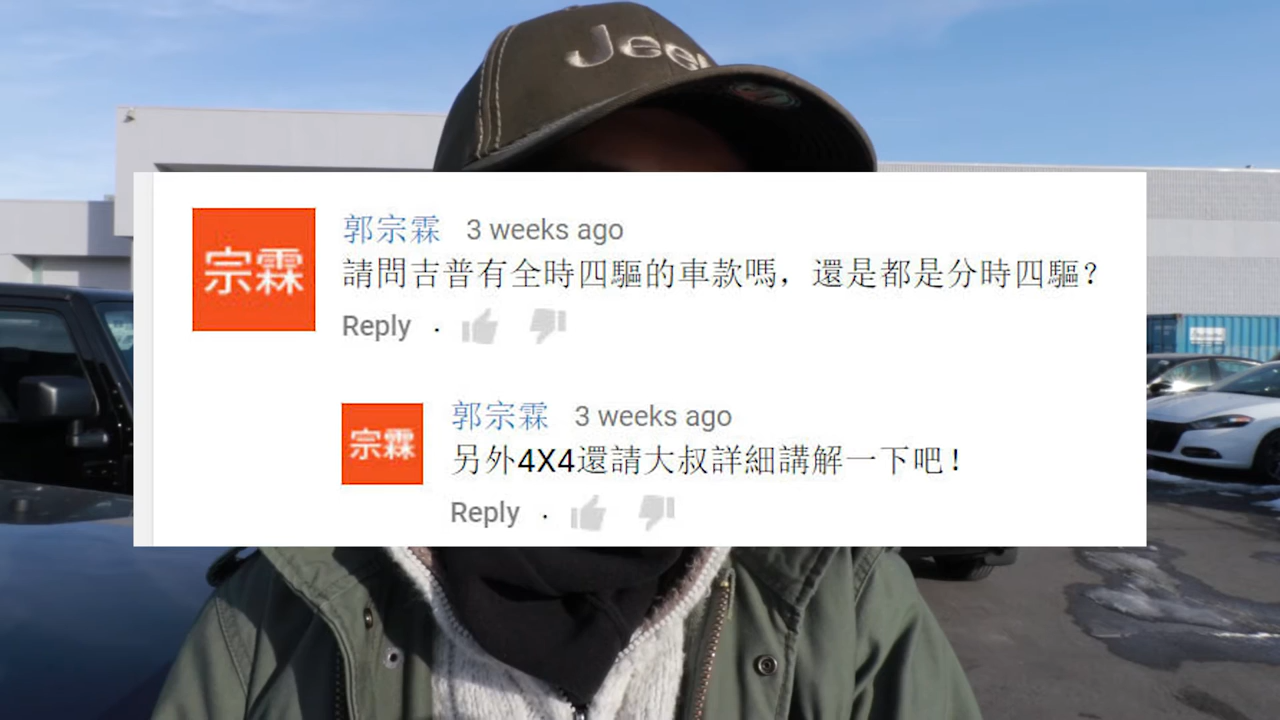 Jeep
郭宗霖 3 weeks ago
宗霖
請問吉普有全時四驅的車款嗎，還是都是分時四驅？
Reply ·
郭宗霖 3 weeks ago
宗霖
另外4X4還請大叔詳細講解一下吧！
Reply ·